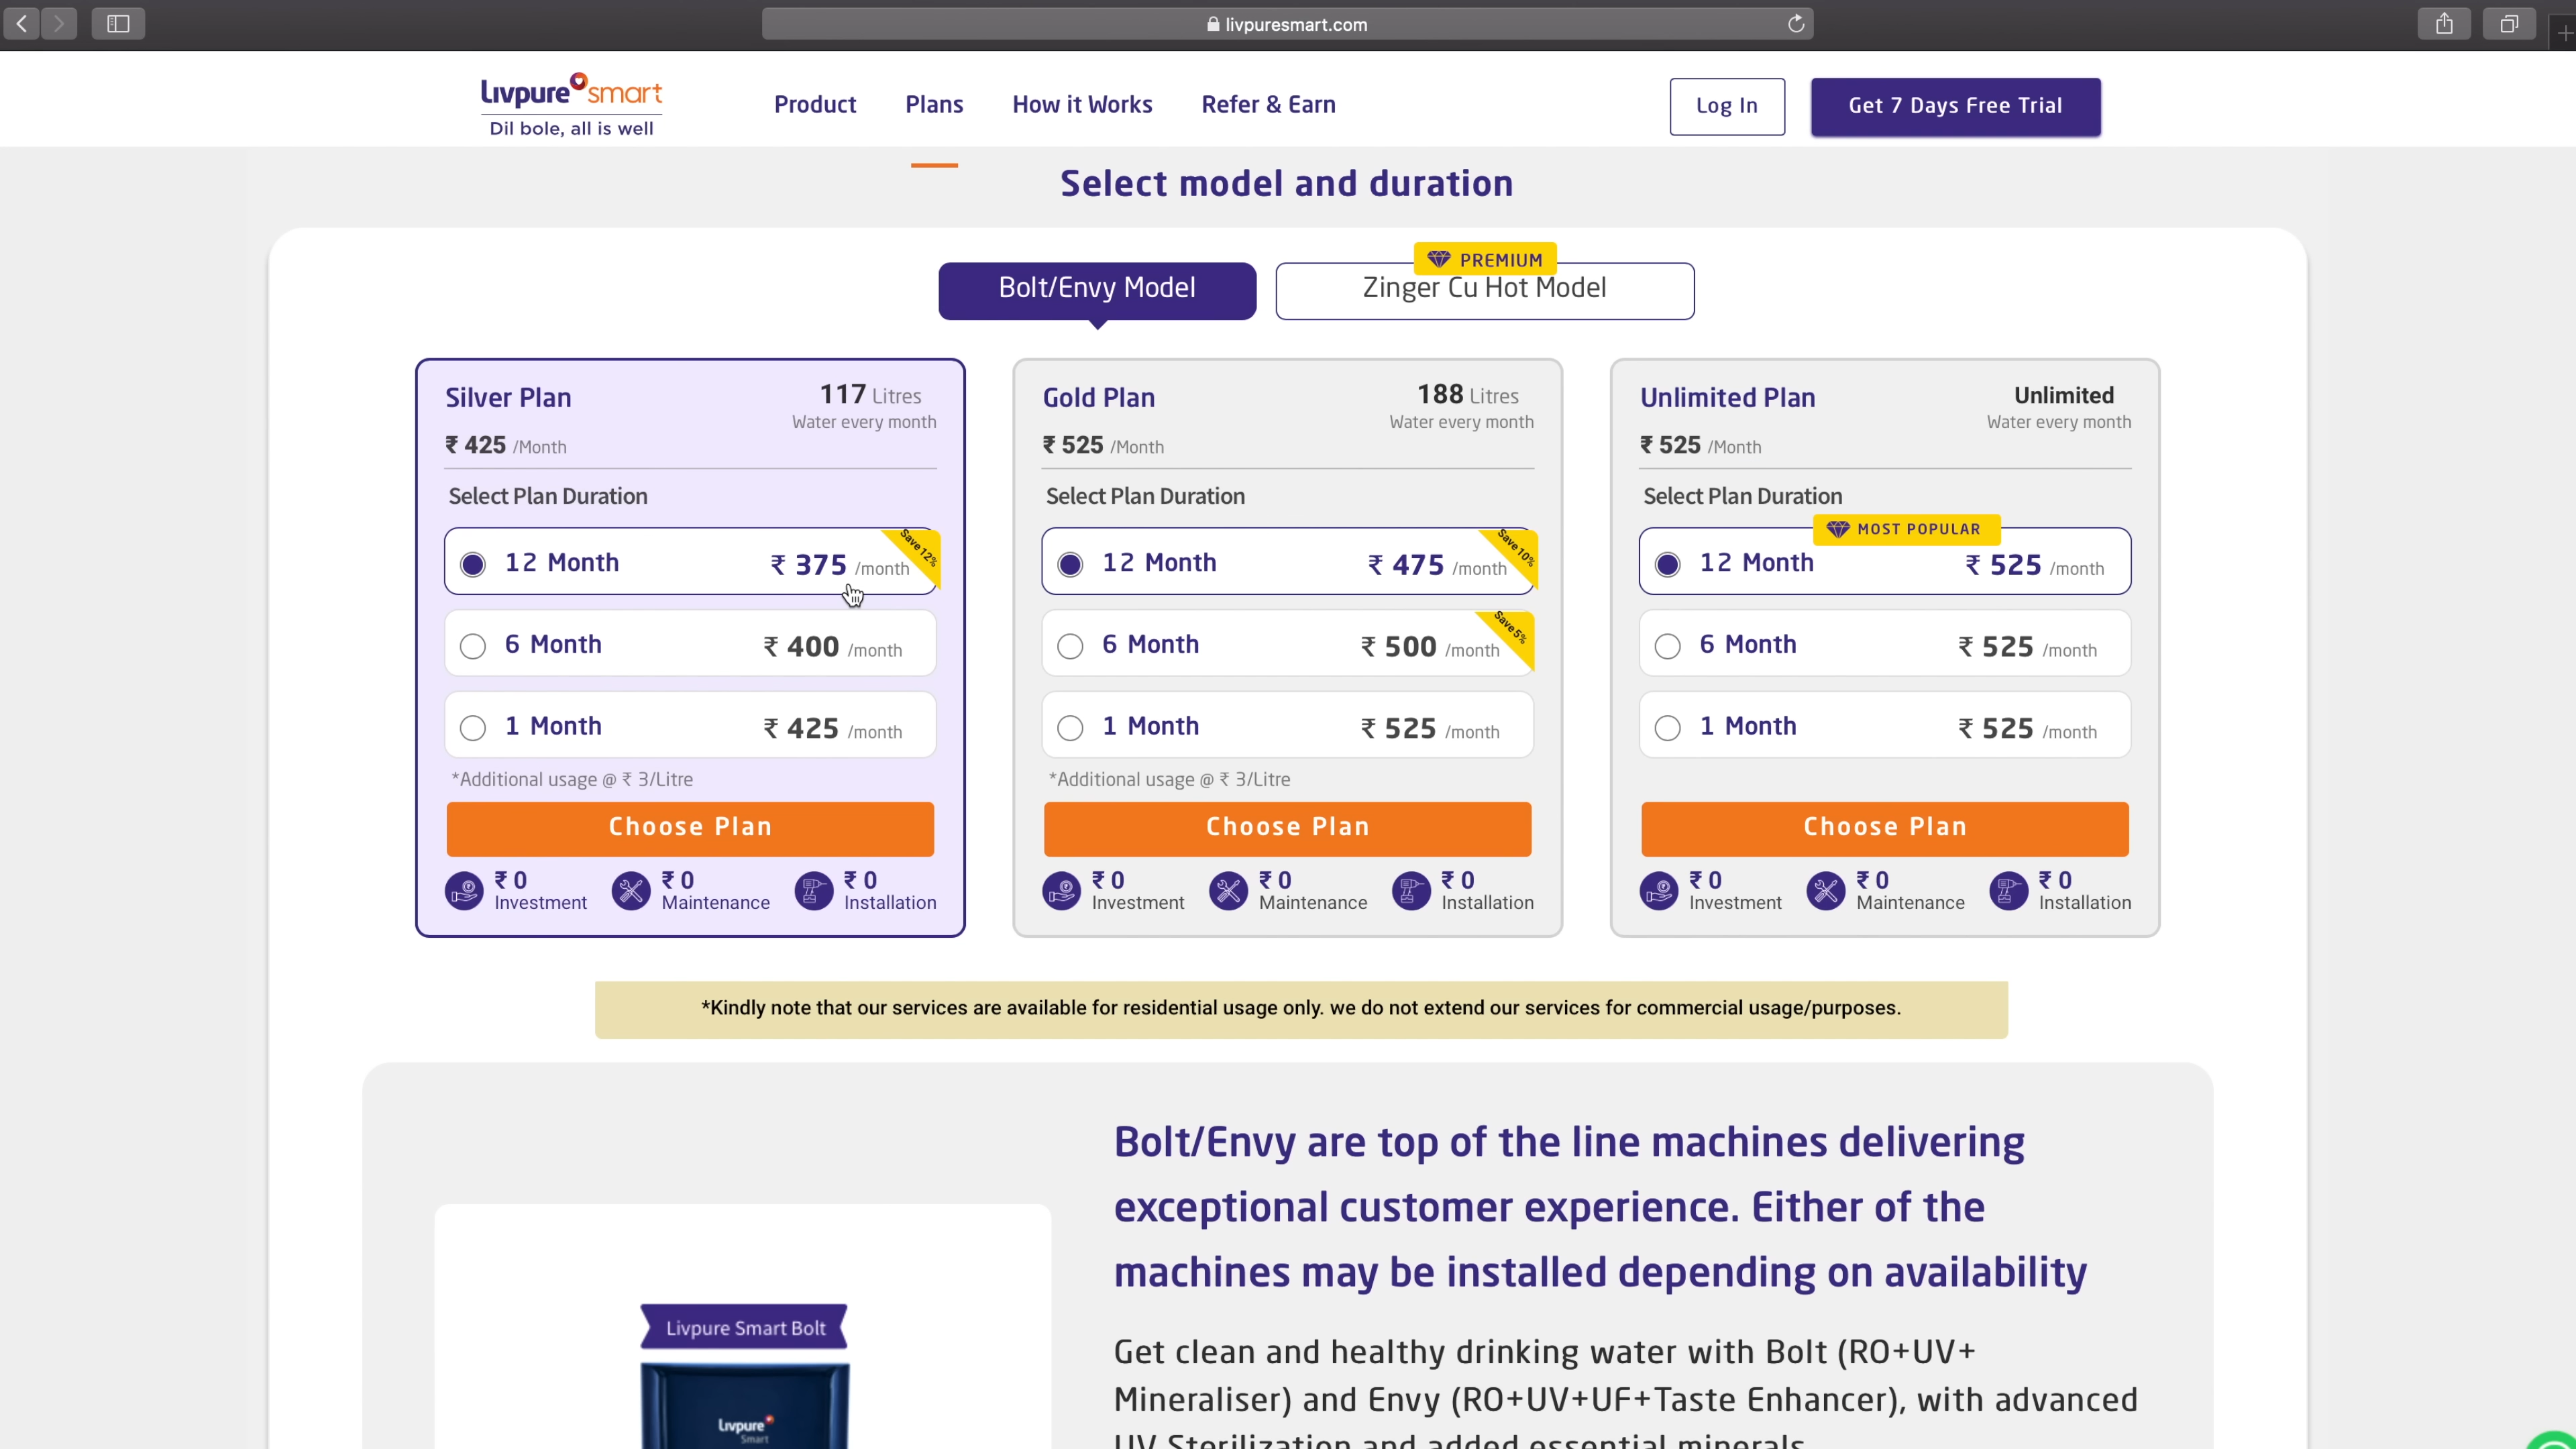 livpuresmart.com
Livpure smart
Dil bole, all is well
Product
Plans
How it Works
Refer & Earn
Log In
Get 7 Days Free Trial
Select model and duration
Bolt/Envy Model
PREMIUM
Zinger Cu Hot Model
Silver Plan
117 Litres
Water every month
₹ 425 /Month
Select Plan Duration
12 Month
₹ 375 /month
Save 12%
6 Month
₹ 400 /month
1 Month
₹ 425 /month
*Additional usage @ ₹ 3/Litre
Choose Plan
₹ 0
Investment
₹ 0
Maintenance
₹ 0
Installation
Gold Plan
188 Litres
Water every month
₹ 525 /Month
Select Plan Duration
12 Month
₹ 475 /month
Save 10%
6 Month
₹ 500 /month
Save 5%
1 Month
₹ 525 /month
*Additional usage @ ₹ 3/Litre
Choose Plan
₹ 0
Investment
₹ 0
Maintenance
₹ 0
Installation
Unlimited Plan
Unlimited
Water every month
₹ 525 /Month
Select Plan Duration
MOST POPULAR
12 Month
₹ 525 /month
6 Month
₹ 525 /month
1 Month
₹ 525 /month
Choose Plan
₹ 0
Investment
₹ 0
Maintenance
₹ 0
Installation
*Kindly note that our services are available for residential usage only. we do not extend our services for commercial usage/purposes.
Bolt/Envy are top of the line machines delivering
exceptional customer experience. Either of the
machines may be installed depending on availability
Livpure Smart Bolt
Livpure
Smart
Get clean and healthy drinking water with Bolt (RO+UV+
Mineraliser) and Envy (RO+UV+UF+Taste Enhancer), with advanced
UV Sterilization and added essential minerals